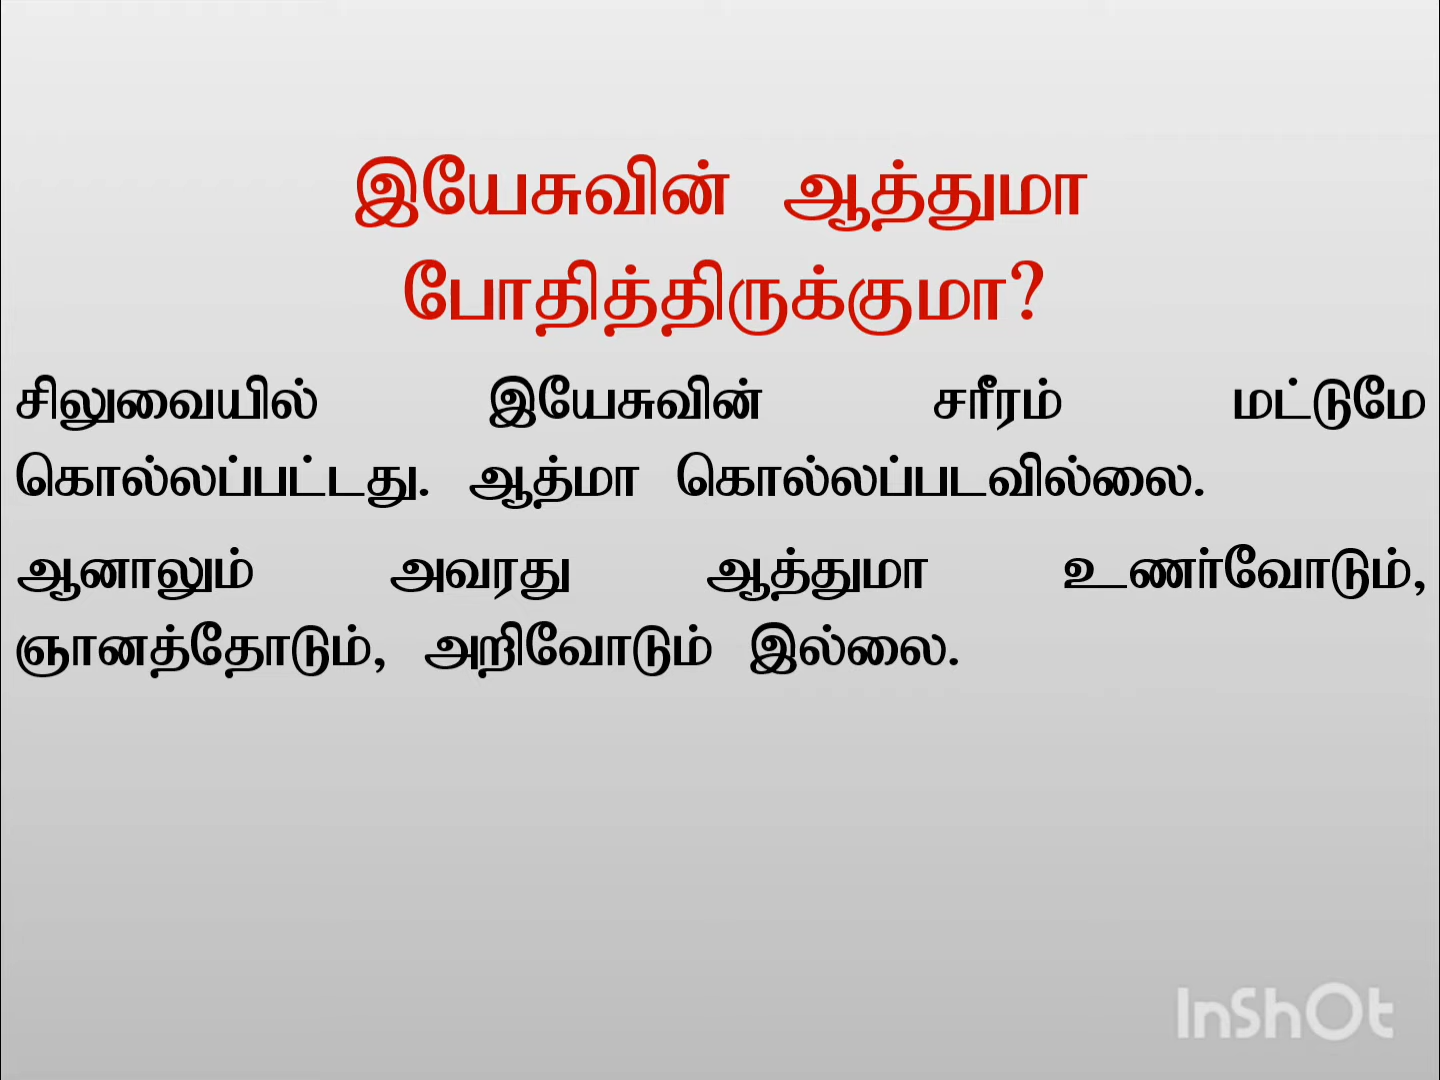 இயேசுவின் ஆத்துமா
போதித்திருக்குமா?
சிலுவையில் இயேசுவின் சரீரம் மட்டுமே
கொல்லப்பட்டது. ஆத்மா கொல்லப்படவில்லை.
ஆனாலும் அவரது ஆத்துமா உணர்வோடும்,
ஞானத்தோடும், அறிவோடும் இல்லை.
InShOt